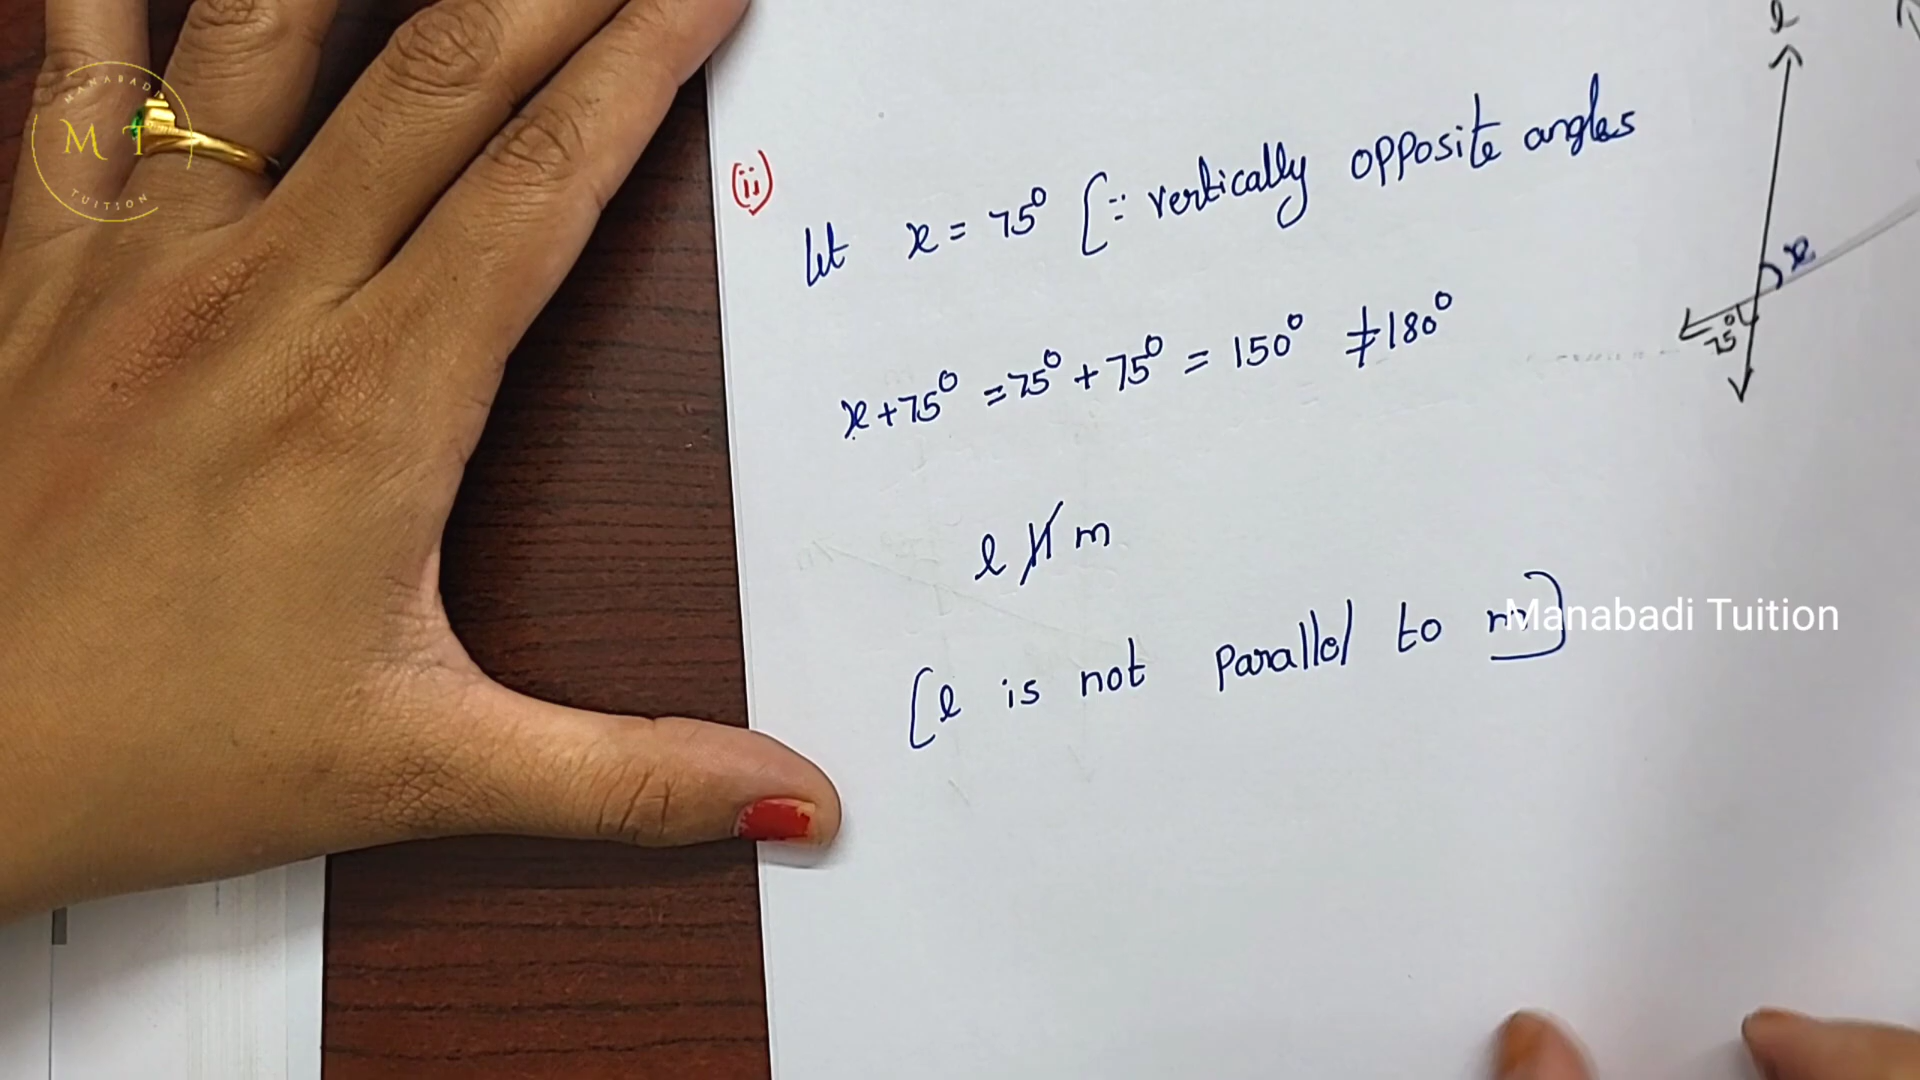 MANABADI
M T
TUITION
(ii)
let x = 75° [∵ vertically opposite angles
x + 75° = 75° + 75° = 150° ≠ 180°
l ∦ m
[l is not parallel to m]
Manabadi Tuition
l
x
75°